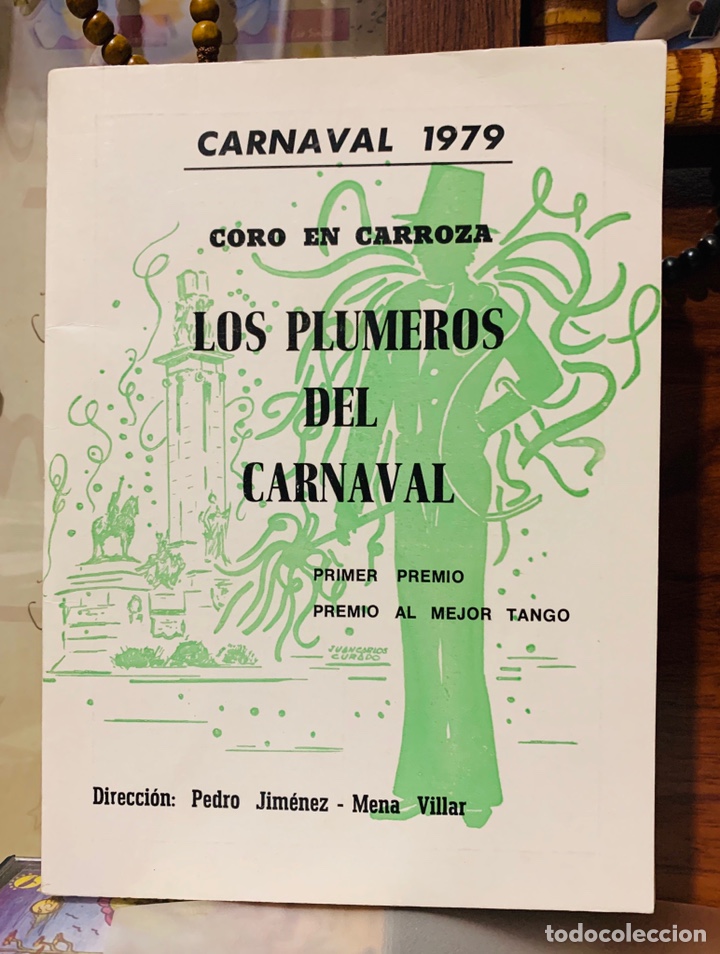 CARNAVAL 1979
CORO EN CARROZA
LOS PLUMEROS
DEL
CARNAVAL
PRIMER PREMIO
PREMIO AL MEJOR TANGO
JUAN CARLOS
CURADO
Dirección: Pedro Jiménez - Mena Villar
todocoleccion